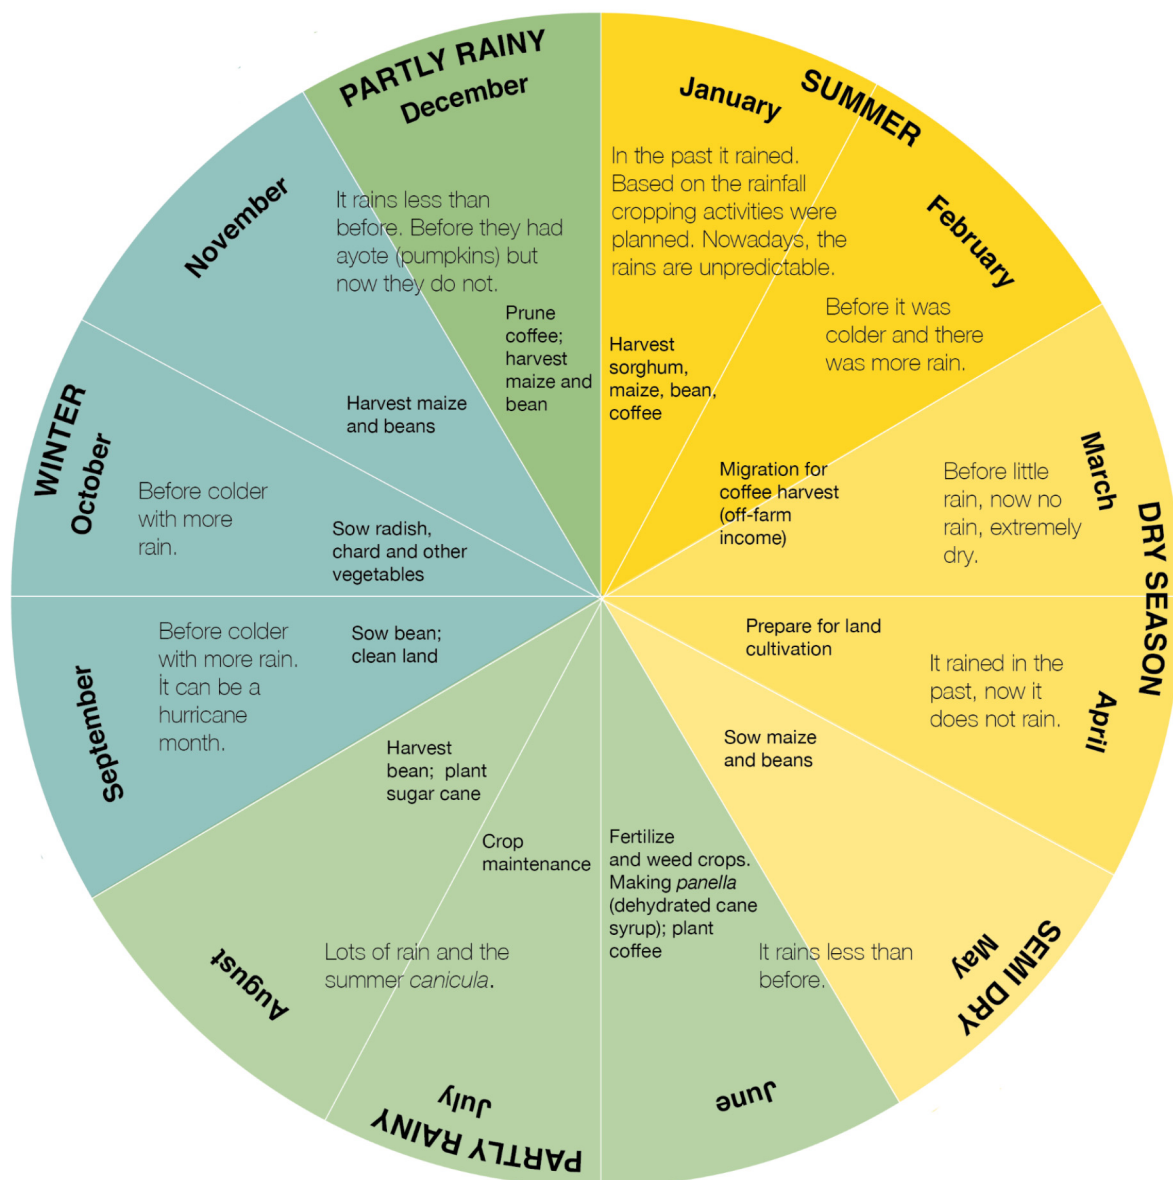 PARTLY RAINY
December
It rains less than
before. Before they had
ayote (pumpkins) but
now they do not.
Prune
coffee;
harvest
maize and
bean
SUMMER
January
In the past it rained.
Based on the rainfall
cropping activities were
planned. Nowadays, the
rains are unpredictable.
Harvest
sorghum,
maize, bean,
coffee
February
Before it was
colder and there
was more rain.
Migration for
coffee harvest
(off-farm
income)
DRY SEASON
March
Before little
rain, now no
rain, extremely
dry.
April
Prepare for land
cultivation
It rained in the
past, now it
does not rain.
SEMI DRY
May
Sow maize
and beans
It rains less than
before.
June
Fertilize
and weed crops.
Making panella
(dehydrated cane
syrup); plant
coffee
PARTLY RAINY
July
Crop
maintenance
Lots of rain and the
summer canicula.
August
Harvest
bean; plant
sugar cane
September
Before colder
with more rain.
İt can be a
hurricane
month.
Sow bean;
clean land
WINTER
October
Before colder
with more
rain.
Sow radish,
chard and other
vegetables
November
Harvest maize
and beans